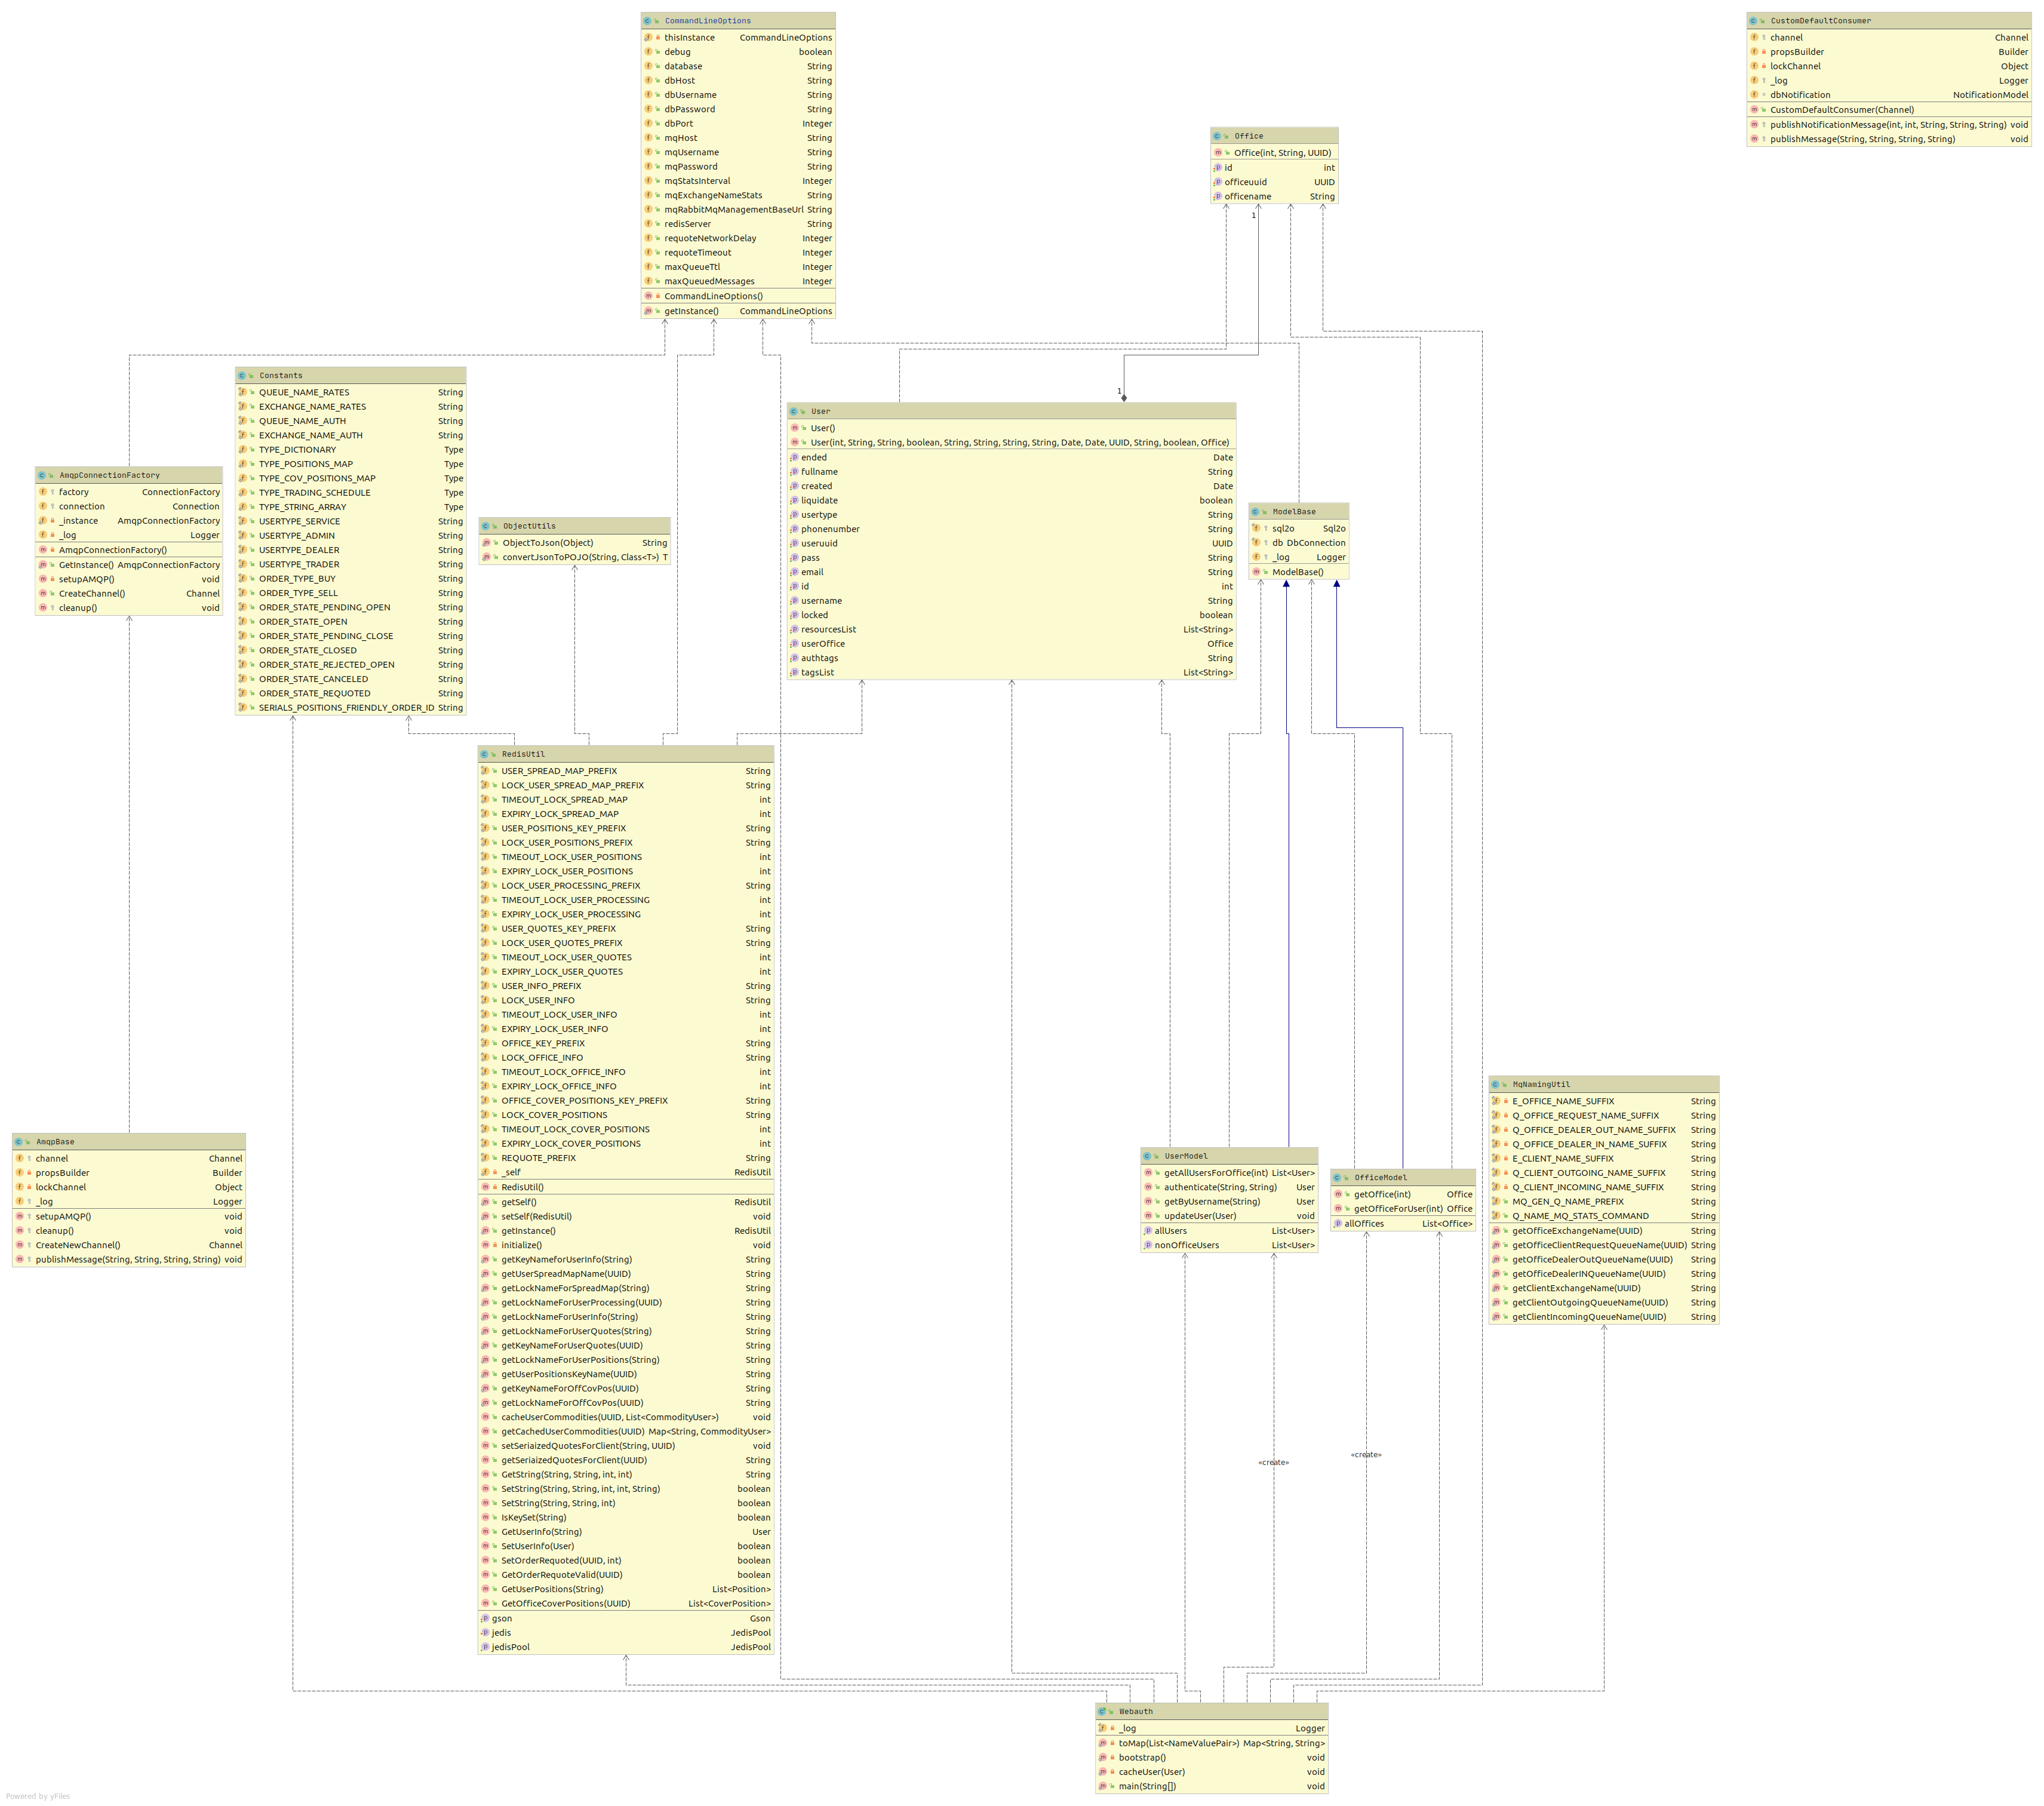 CommandLineOptions
thisInstance CommandLineOptions
debug boolean
database String
dbHost String
dbUsername String
dbPassword String
dbPort Integer
mqHost String
mqUsername String
mqPassword String
mqStatsInterval Integer
mqExchangeNameStats String
mqRabbitMqManagementBaseUrl String
redisServer String
requoteNetworkDelay Integer
requoteTimeout Integer
maxQueueTtl Integer
maxQueuedMessages Integer
CommandLineOptions()
getInstance() CommandLineOptions
CustomDefaultConsumer
channel Channel
propsBuilder Builder
lockChannel Object
_log Logger
dbNotification NotificationModel
CustomDefaultConsumer(Channel)
publishNotificationMessage(int, int, String, String, String) void
publishMessage(String, String, String, String) void
Office
Office(int, String, UUID)
id int
officeuuid UUID
officename String
1
Constants
QUEUE_NAME_RATES String
EXCHANGE_NAME_RATES String
QUEUE_NAME_AUTH String
EXCHANGE_NAME_AUTH String
TYPE_DICTIONARY Type
TYPE_POSITIONS_MAP Type
TYPE_COV_POSITIONS_MAP Type
TYPE_TRADING_SCHEDULE Type
TYPE_STRING_ARRAY Type
USERTYPE_SERVICE String
USERTYPE_ADMIN String
USERTYPE_DEALER String
USERTYPE_TRADER String
ORDER_TYPE_BUY String
ORDER_TYPE_SELL String
ORDER_STATE_PENDING_OPEN String
ORDER_STATE_OPEN String
ORDER_STATE_PENDING_CLOSE String
ORDER_STATE_CLOSED String
ORDER_STATE_REJECTED_OPEN String
ORDER_STATE_CANCELED String
ORDER_STATE_REQUOTED String
SERIALS_POSITIONS_FRIENDLY_ORDER_ID String
1
User
User()
User(int, String, String, boolean, String, String, String, String, Date, Date, UUID, String, boolean, Office)
ended Date
fullname String
created Date
liquidate boolean
usertype String
phonenumber String
useruuid UUID
pass String
email String
id int
username String
locked boolean
resourcesList List<String>
userOffice Office
authtags String
tagsList List<String>
AmqpConnectionFactory
factory ConnectionFactory
connection Connection
_instance AmqpConnectionFactory
_log Logger
AmqpConnectionFactory()
GetInstance() AmqpConnectionFactory
setupAMQP() void
CreateChannel() Channel
cleanup() void
ObjectUtils
ObjectToJson(Object) String
convertJsonToPOJO(String, Class<T>) T
ModelBase
sql2o Sql2o
db DbConnection
_log Logger
ModelBase()
RedisUtil
USER_SPREAD_MAP_PREFIX String
LOCK_USER_SPREAD_MAP_PREFIX String
TIMEOUT_LOCK_SPREAD_MAP int
EXPIRY_LOCK_SPREAD_MAP int
USER_POSITIONS_KEY_PREFIX String
LOCK_USER_POSITIONS_PREFIX String
TIMEOUT_LOCK_USER_POSITIONS int
EXPIRY_LOCK_USER_POSITIONS int
LOCK_USER_PROCESSING_PREFIX String
TIMEOUT_LOCK_USER_PROCESSING int
EXPIRY_LOCK_USER_PROCESSING int
USER_QUOTES_KEY_PREFIX String
LOCK_USER_QUOTES_PREFIX String
TIMEOUT_LOCK_USER_QUOTES int
EXPIRY_LOCK_USER_QUOTES int
USER_INFO_PREFIX String
LOCK_USER_INFO String
TIMEOUT_LOCK_USER_INFO int
EXPIRY_LOCK_USER_INFO int
OFFICE_KEY_PREFIX String
LOCK_OFFICE_INFO String
TIMEOUT_LOCK_OFFICE_INFO int
EXPIRY_LOCK_OFFICE_INFO int
OFFICE_COVER_POSITIONS_KEY_PREFIX String
LOCK_COVER_POSITIONS String
TIMEOUT_LOCK_COVER_POSITIONS int
EXPIRY_LOCK_COVER_POSITIONS int
REQUOTE_PREFIX String
_self RedisUtil
RedisUtil()
getSelf() RedisUtil
setSelf(RedisUtil) void
getInstance() RedisUtil
initialize() void
getKeyNameforUserInfo(String) String
getUserSpreadMapName(UUID) String
getLockNameForSpreadMap(String) String
getLockNameForUserProcessing(UUID) String
getLockNameForUserInfo(String) String
getLockNameForUserQuotes(String) String
getKeyNameForUserQuotes(UUID) String
getLockNameForUserPositions(String) String
getUserPositionsKeyName(UUID) String
getKeyNameForOffCovPos(UUID) String
getLockNameForOffCovPos(UUID) String
cacheUserCommodities(UUID, List<CommodityUser>) void
getCachedUserCommodities(UUID) Map<String, CommodityUser>
setSeriaizedQuotesForClient(String, UUID) void
getSeriaizedQuotesForClient(UUID) String
GetString(String, String, int, int) String
SetString(String, String, int, int, String) boolean
SetString(String, String, int) boolean
IsKeySet(String) boolean
GetUserInfo(String) User
SetUserInfo(User) boolean
SetOrderRequoted(UUID, int) boolean
GetOrderRequoteValid(UUID) boolean
GetUserPositions(String) List<Position>
GetOfficeCoverPositions(UUID) List<CoverPosition>
gson Gson
jedis JedisPool
jedisPool JedisPool
MqNamingUtil
E_OFFICE_NAME_SUFFIX String
Q_OFFICE_REQUEST_NAME_SUFFIX String
Q_OFFICE_DEALER_OUT_NAME_SUFFIX String
Q_OFFICE_DEALER_IN_NAME_SUFFIX String
E_CLIENT_NAME_SUFFIX String
Q_CLIENT_OUTGOING_NAME_SUFFIX String
Q_CLIENT_INCOMING_NAME_SUFFIX String
MQ_GEN_Q_NAME_PREFIX String
Q_NAME_MQ_STATS_COMMAND String
getOfficeExchangeName(UUID) String
getOfficeClientRequestQueueName(UUID) String
getOfficeDealerOutQueueName(UUID) String
getOfficeDealerINQueueName(UUID) String
getClientExchangeName(UUID) String
getClientOutgoingQueueName(UUID) String
getClientIncomingQueueName(UUID) String
AmqpBase
channel Channel
propsBuilder Builder
lockChannel Object
_log Logger
setupAMQP() void
cleanup() void
CreateNewChannel() Channel
publishMessage(String, String, String, String) void
UserModel
getAllUsersForOffice(int) List<User>
authenticate(String, String) User
getByUsername(String) User
updateUser(User) void
allUsers List<User>
nonOfficeUsers List<User>
OfficeModel
getOffice(int) Office
getOfficeForUser(int) Office
allOffices List<Office>
«create»
«create»
Webauth
_log Logger
toMap(List<NameValuePair>) Map<String, String>
bootstrap() void
cacheUser(User) void
main(String[]) void
Powered by yFiles